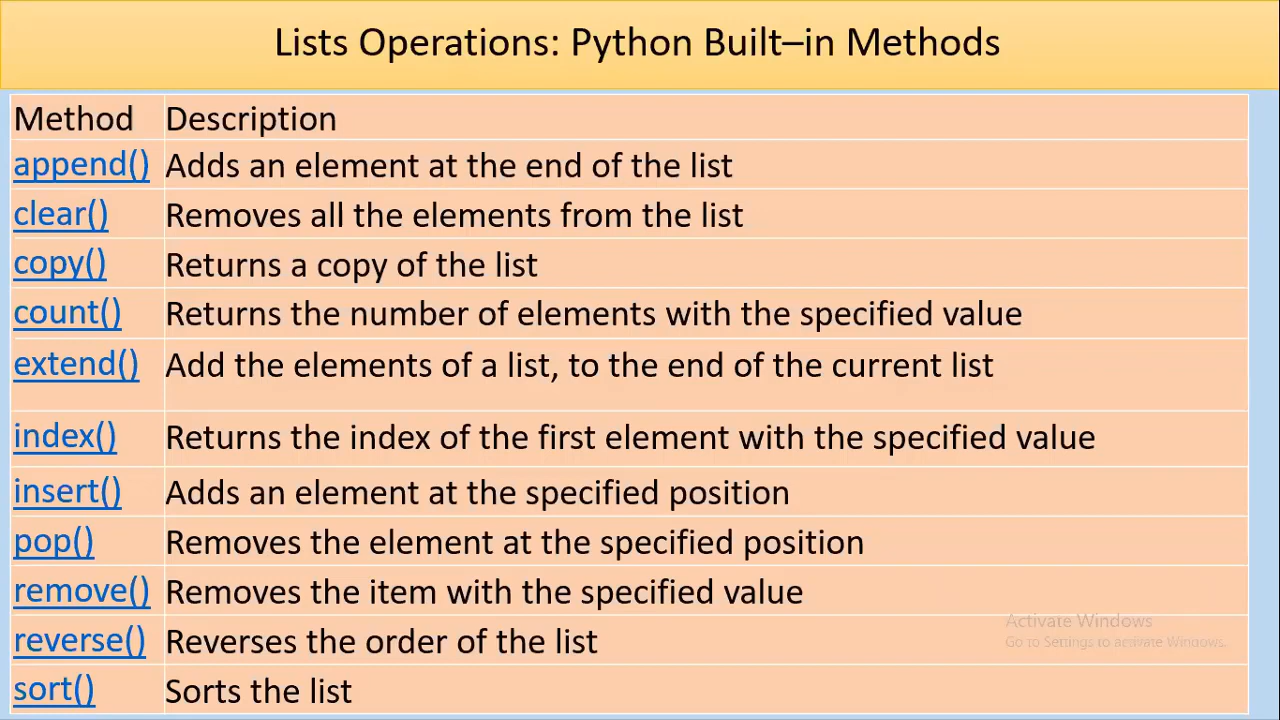 Lists Operations: Python Built–in Methods
Method Description
append() Adds an element at the end of the list
clear() Removes all the elements from the list
copy() Returns a copy of the list
count() Returns the number of elements with the specified value
extend() Add the elements of a list, to the end of the current list
index() Returns the index of the first element with the specified value
insert() Adds an element at the specified position
pop() Removes the element at the specified position
remove() Removes the item with the specified value
Activate Windows
Go to Settings to activate Windows.
reverse() Reverses the order of the list
sort() Sorts the list